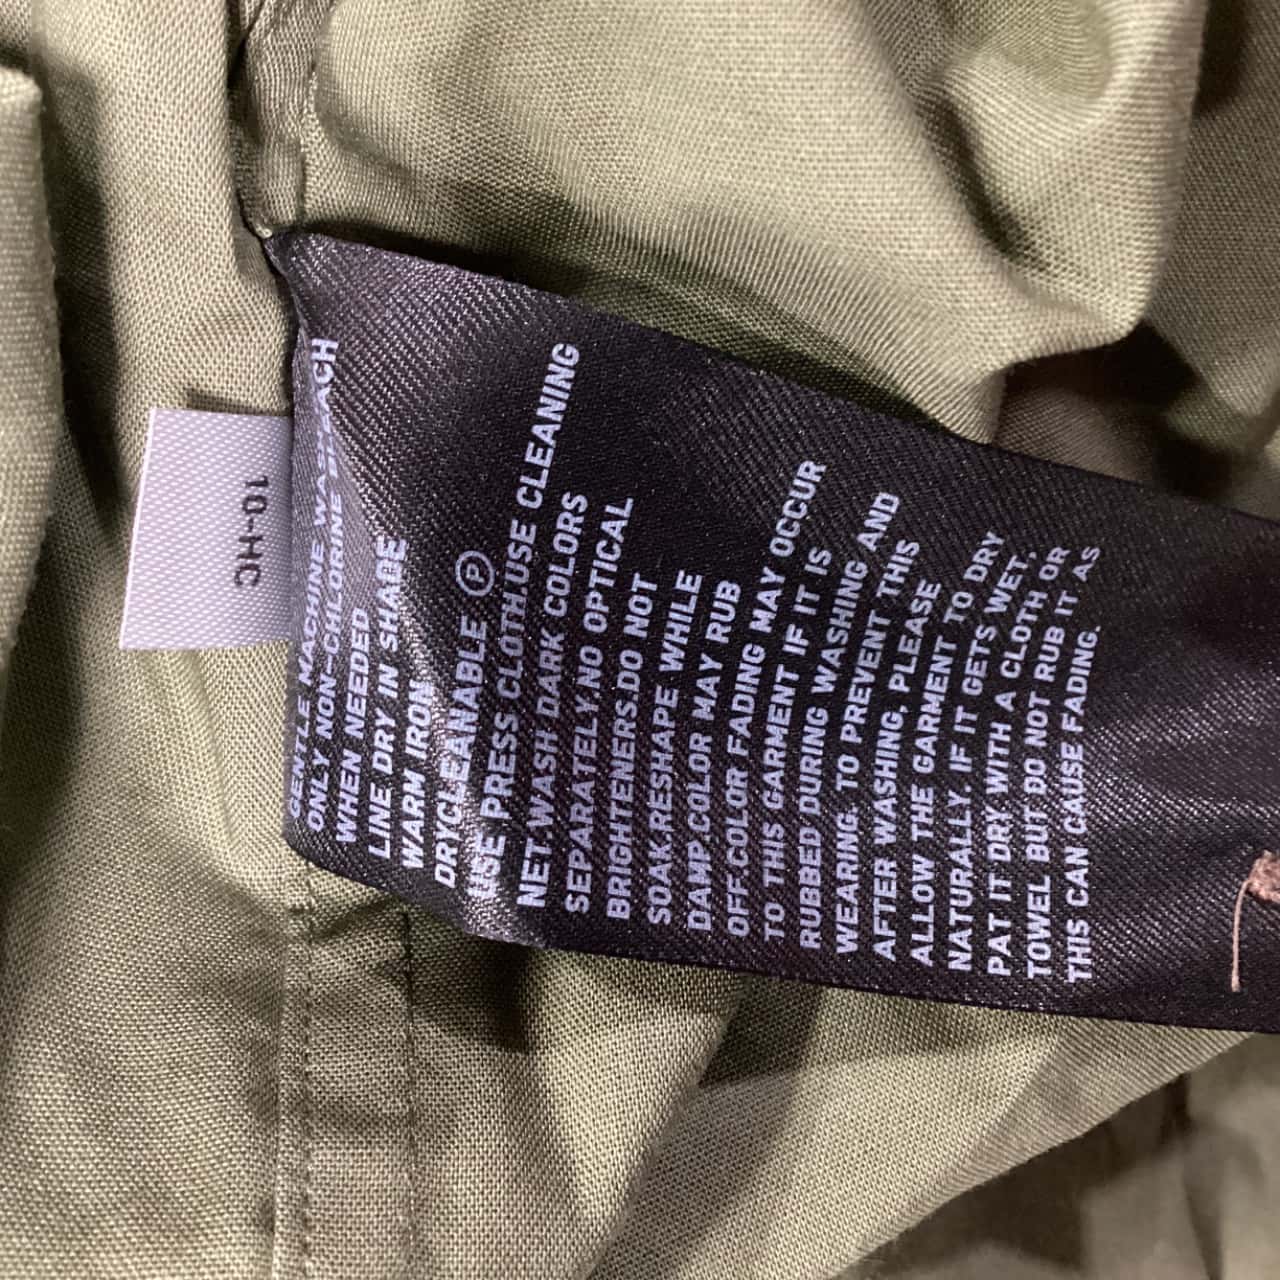 GENTLE MACHINE WASH
ONLY NON-CHLORINE BLEACH
WHEN NEEDED
LINE DRY IN SHADE
WARM IRON
DRYCLEANABLE Ⓟ
USE PRESS CLOTH.USE CLEANING
NET.WASH DARK COLORS
SEPARATELY.NO OPTICAL
BRIGHTENERS.DO NOT
SOAK.RESHAPE WHILE
DAMP.COLOR MAY RUB
OFF.COLOR FADING MAY OCCUR
TO THIS GARMENT IF IT IS
RUBBED DURING WASHING AND
WEARING. TO PREVENT THIS
AFTER WASHING, PLEASE
ALLOW THE GARMENT TO DRY
NATURALLY. IF IT GETS WET,
PAT IT DRY WITH A CLOTH OR
TOWEL BUT DO NOT RUB IT AS
THIS CAN CAUSE FADING.
10-HC